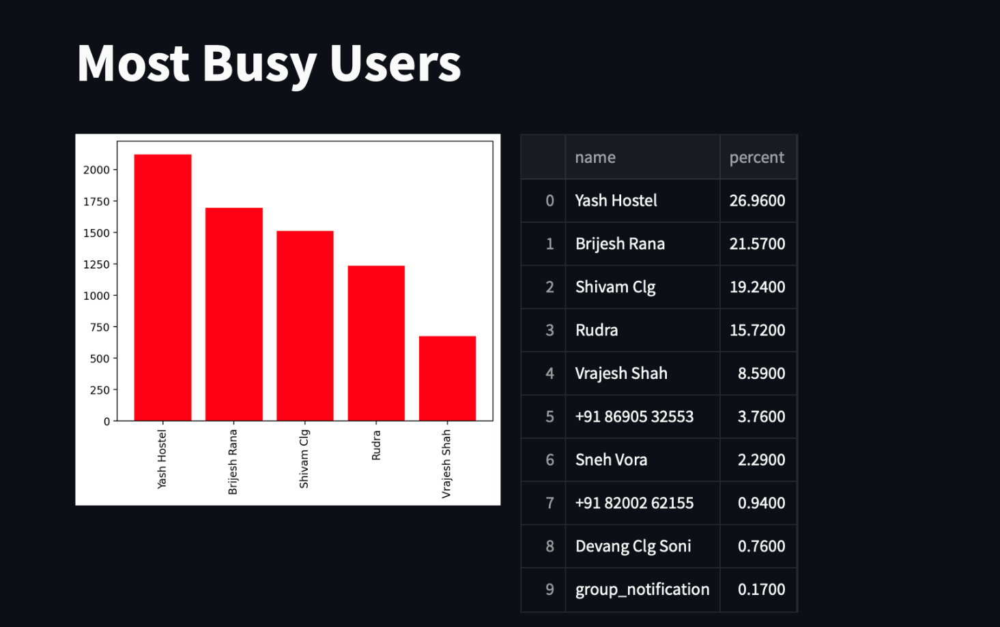 Most Busy Users
2000
1750
1500
1250
1000
750
500
250
0
Yash Hostel
Brijesh Rana
Shivam Clg
Rudra
Vrajesh Shah
name percent
0 Yash Hostel 26.9600
1 Brijesh Rana 21.5700
2 Shivam Clg 19.2400
3 Rudra 15.7200
4 Vrajesh Shah 8.5900
5 +91 86905 32553 3.7600
6 Sneh Vora 2.2900
7 +91 82002 62155 0.9400
8 Devang Clg Soni 0.7600
9 group_notification 0.1700